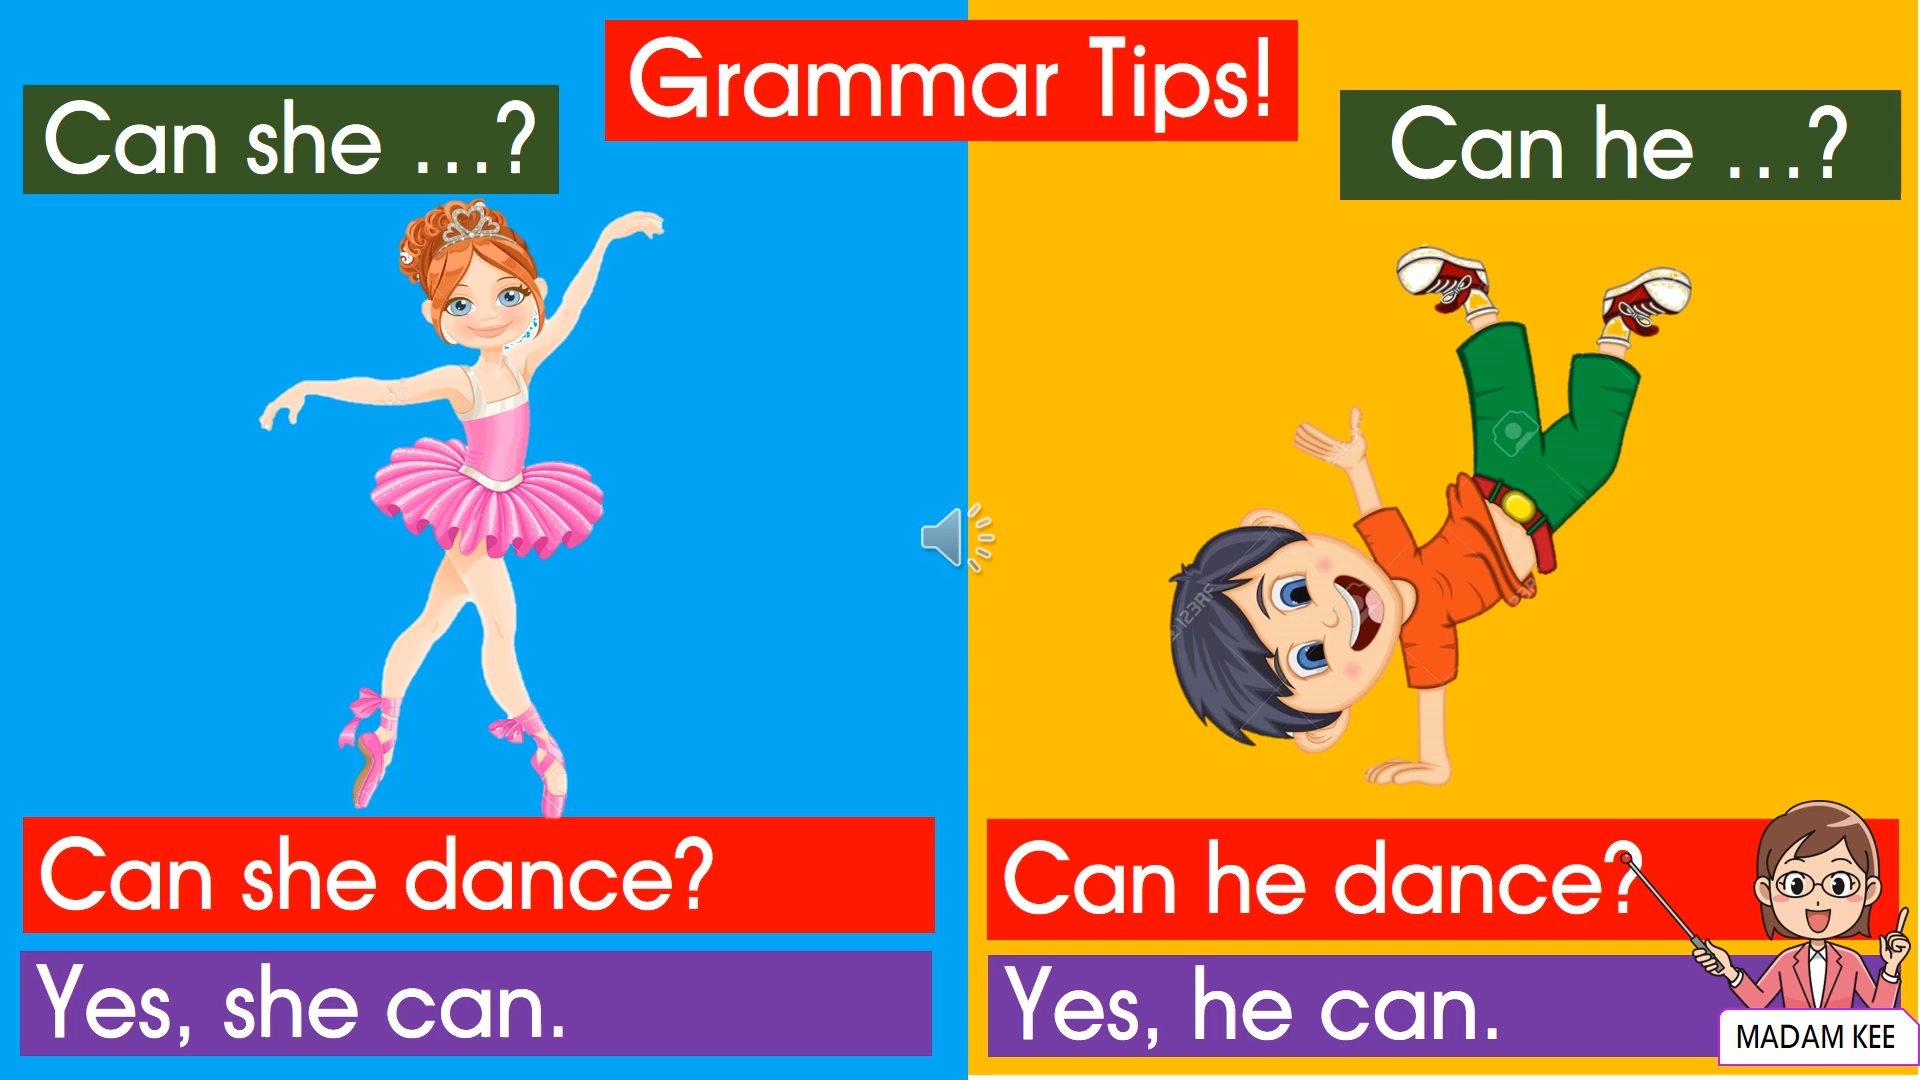 Grammar Tips!
Can she ...?
Can he ...?
Can she dance?
Yes, she can.
Can he dance?
Yes, he can.
MADAM KEE
123RF